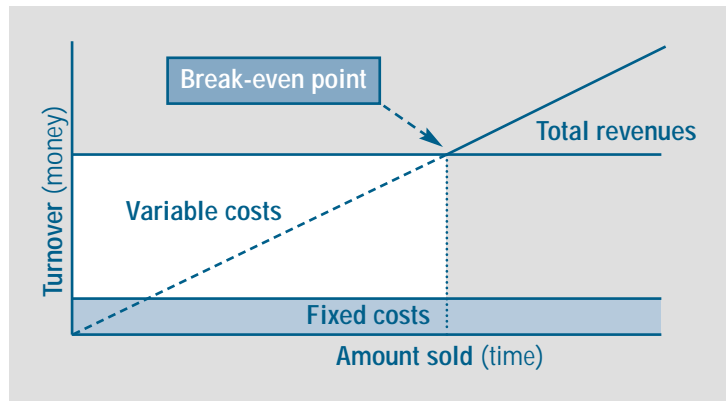 Break-even point
Total revenues
Turnover (money)
Variable costs
Fixed costs
Amount sold (time)